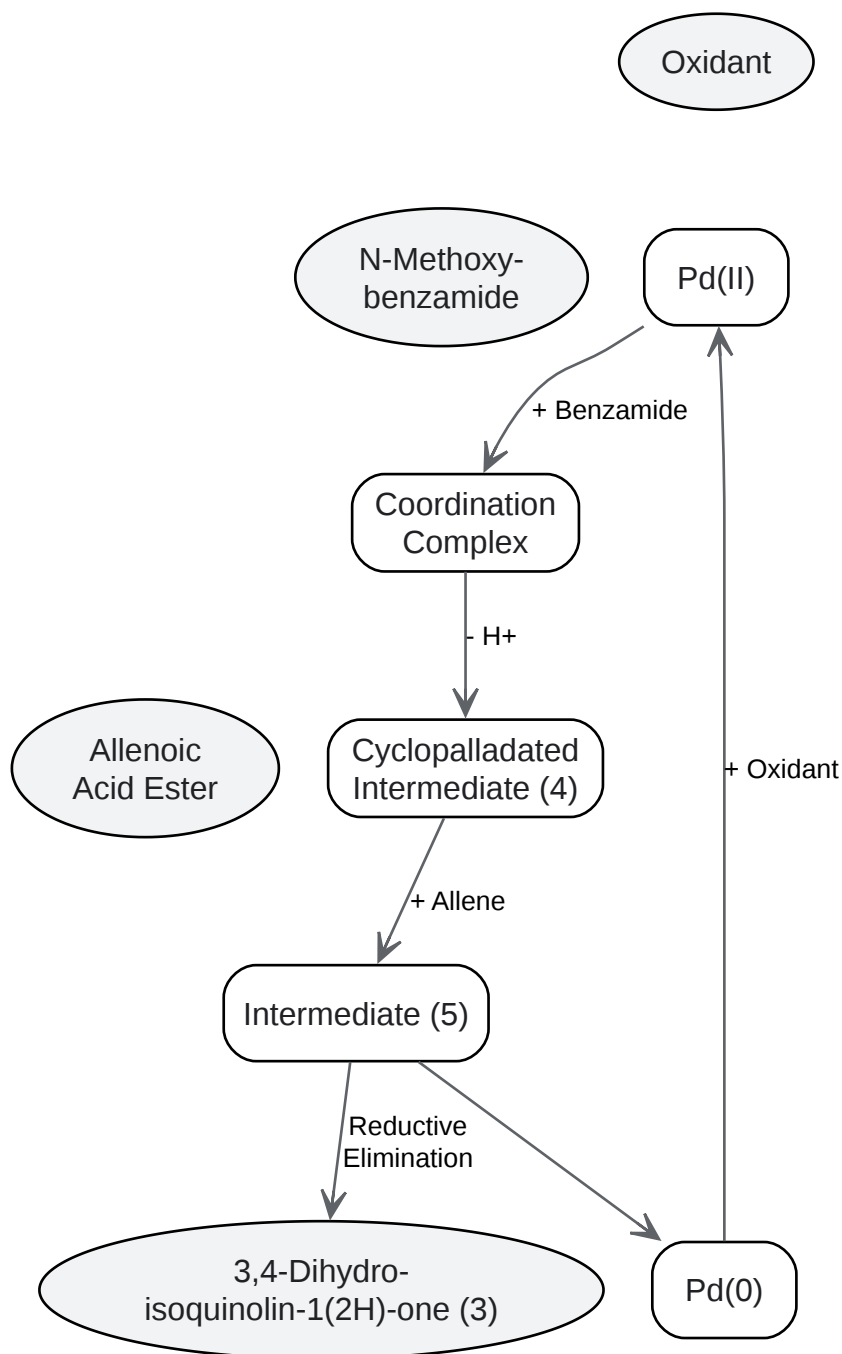 Oxidant
N-Methoxy-
benzamide
Pd(II)
+ Benzamide
Coordination
Complex
- H+
Allenoic
Acid Ester
Cyclopalladated
Intermediate (4)
+ Oxidant
+ Allene
Intermediate (5)
Reductive
Elimination
3,4-Dihydro-
isoquinolin-1(2H)-one (3)
Pd(0)